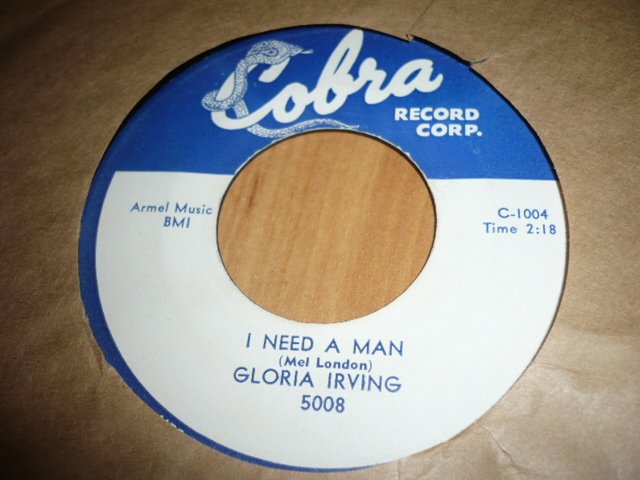 Cobra
RECORD
CORP.
Armel Music
BMI
C-1004
Time 2:18
I NEED A MAN
(Mel London)
GLORIA IRVING
5008